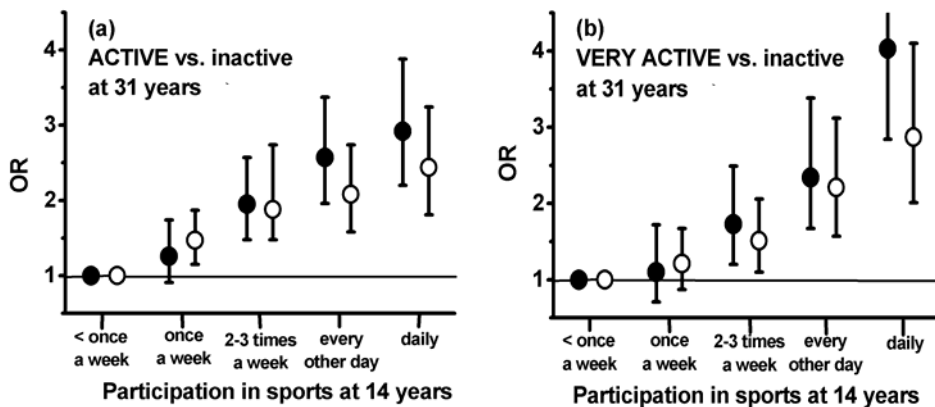 (a)
ACTIVE vs. inactive
at 31 years
4
3
2
1
OR
< once
a week
once
a week
2-3 times
a week
every
other day
daily
Participation in sports at 14 years
(b)
VERY ACTIVE vs. inactive
at 31 years
4
3
2
1
OR
< once
a week
once
a week
2-3 times
a week
every
other day
daily
Participation in sports at 14 years